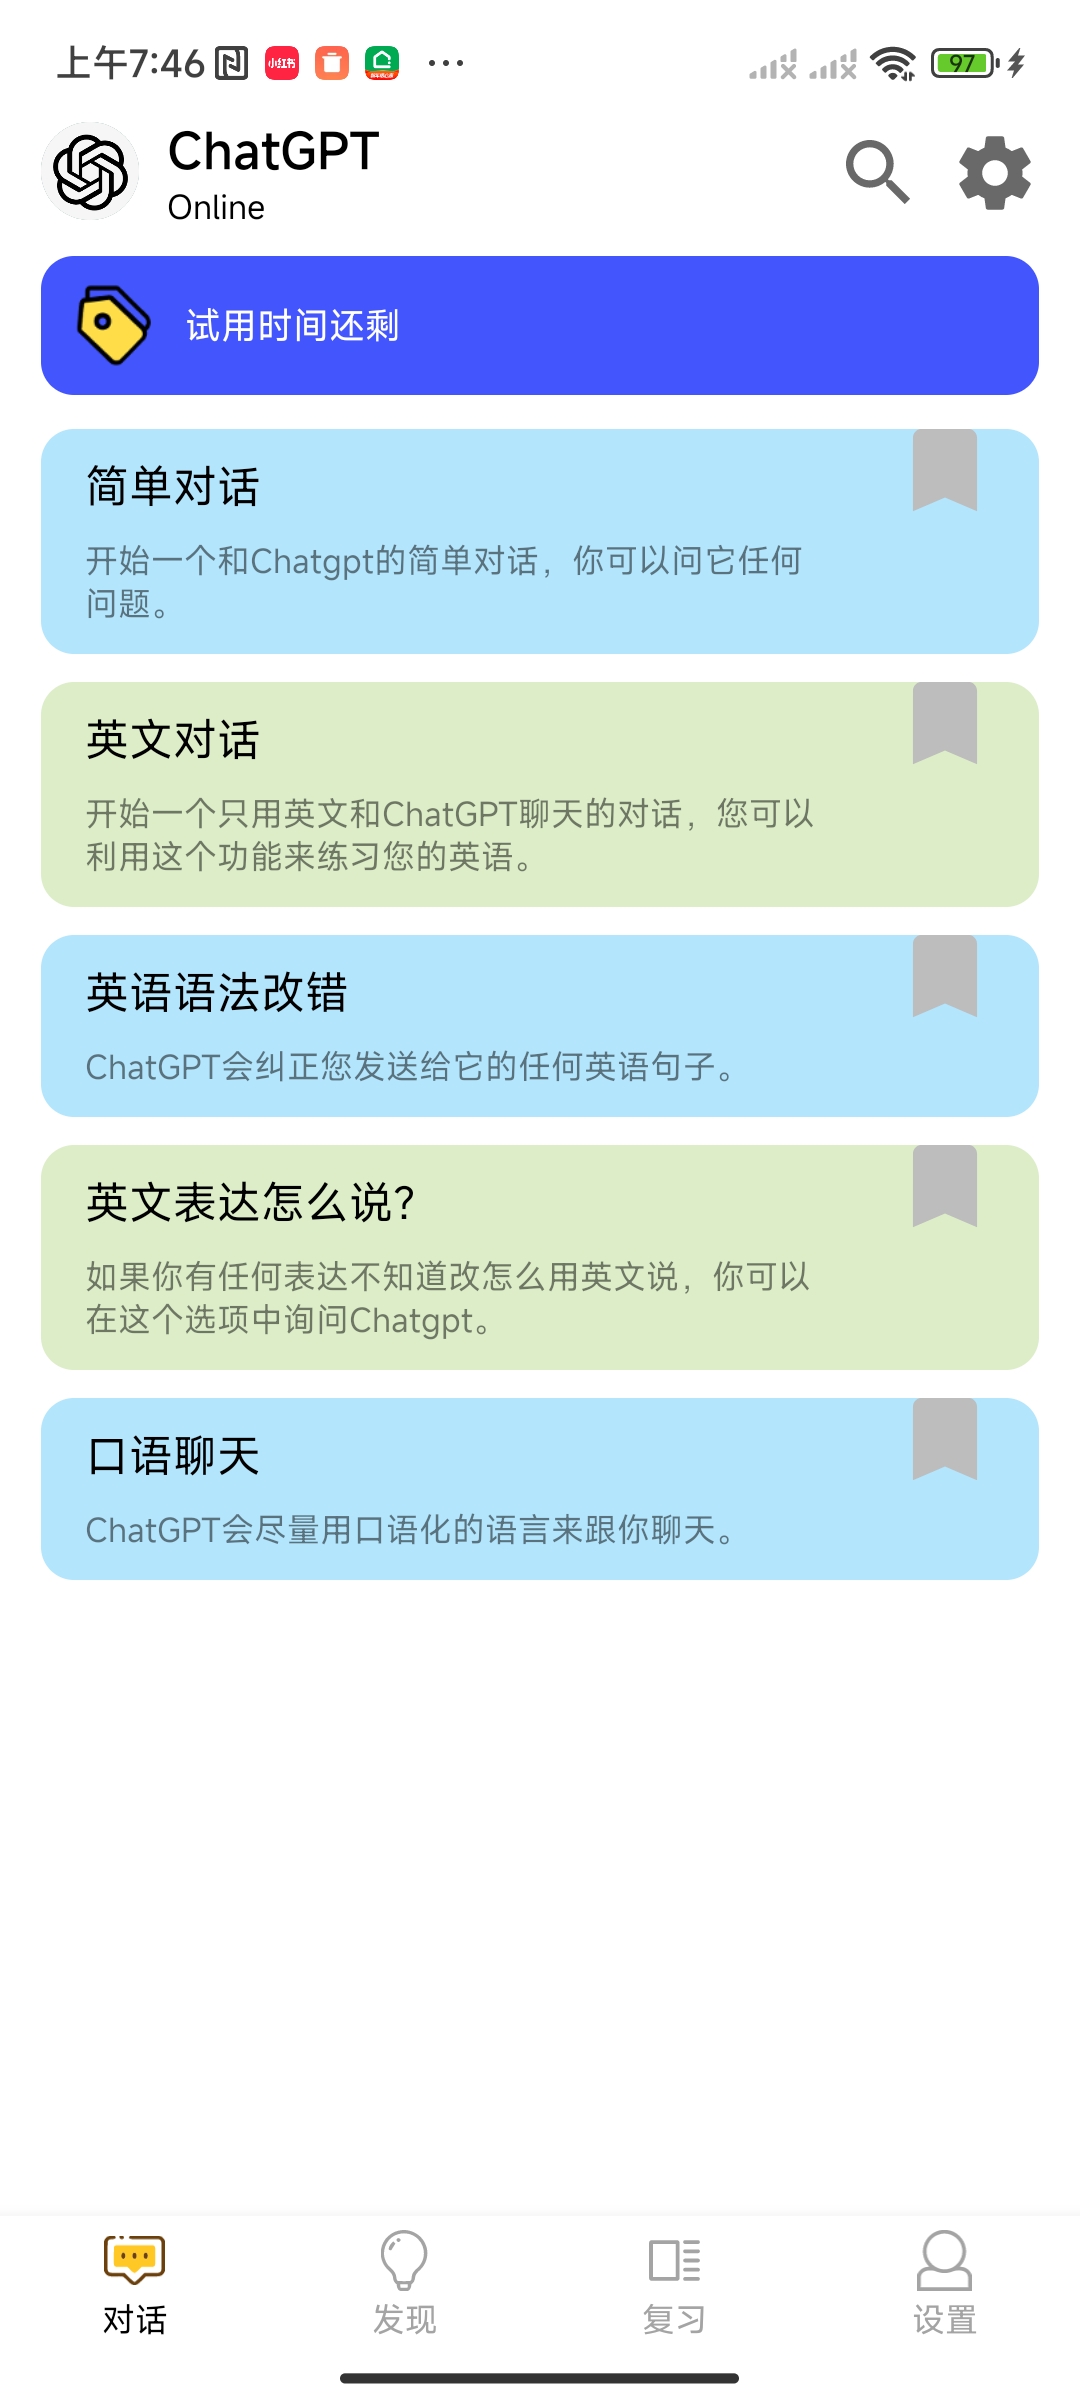 上午7:46
小红书
97
ChatGPT
Online
试用时间还剩
简单对话
开始一个和Chatgpt的简单对话，你可以问它任何
问题。
英文对话
开始一个只用英文和ChatGPT聊天的对话，您可以
利用这个功能来练习您的英语。
英语语法改错
ChatGPT会纠正您发送给它的任何英语句子。
英文表达怎么说?
如果你有任何表达不知道改怎么用英文说，你可以
在这个选项中询问Chatgpt。
口语聊天
ChatGPT会尽量用口语化的语言来跟你聊天。
对话
发现
复习
设置